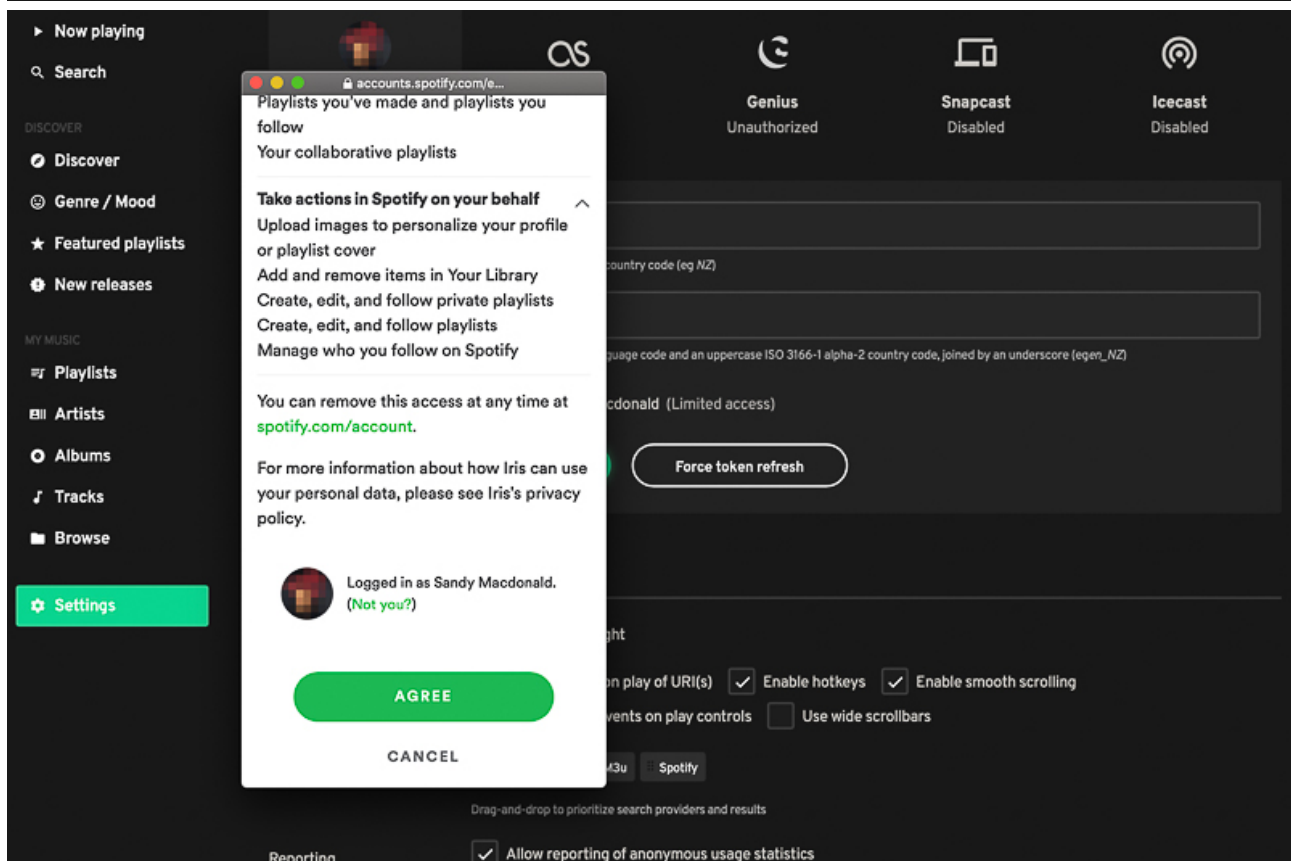 Now playing
Search
DISCOVER
Discover
Genre / Mood
Featured playlists
New releases
MY MUSIC
Playlists
Artists
Albums
Tracks
Browse
Settings
accounts.spotify.com/e...
Playlists you've made and playlists you
follow
Your collaborative playlists
Take actions in Spotify on your behalf
Upload images to personalize your profile
or playlist cover
Add and remove items in Your Library
Create, edit, and follow private playlists
Create, edit, and follow playlists
Manage who you follow on Spotify
You can remove this access at any time at
spotify.com/account.
For more information about how Iris can use
your personal data, please see Iris's privacy
policy.
Logged in as Sandy Macdonald.
(Not you?)
AGREE
CANCEL
Genius
Unauthorized
Snapcast
Disabled
Icecast
Disabled
country code (eg NZ)
code and an uppercase ISO 3166-1 alpha-2 country code, joined by an underscore (egen_NZ)
cdonald (Limited access)
Force token refresh
ght
on play of URI(s) Enable hotkeys Enable smooth scrolling
vents on play controls Use wide scrollbars
M3u Spotify
Drag-and-drop to prioritize search providers and results
Reporting Allow reporting of anonymous usage statistics